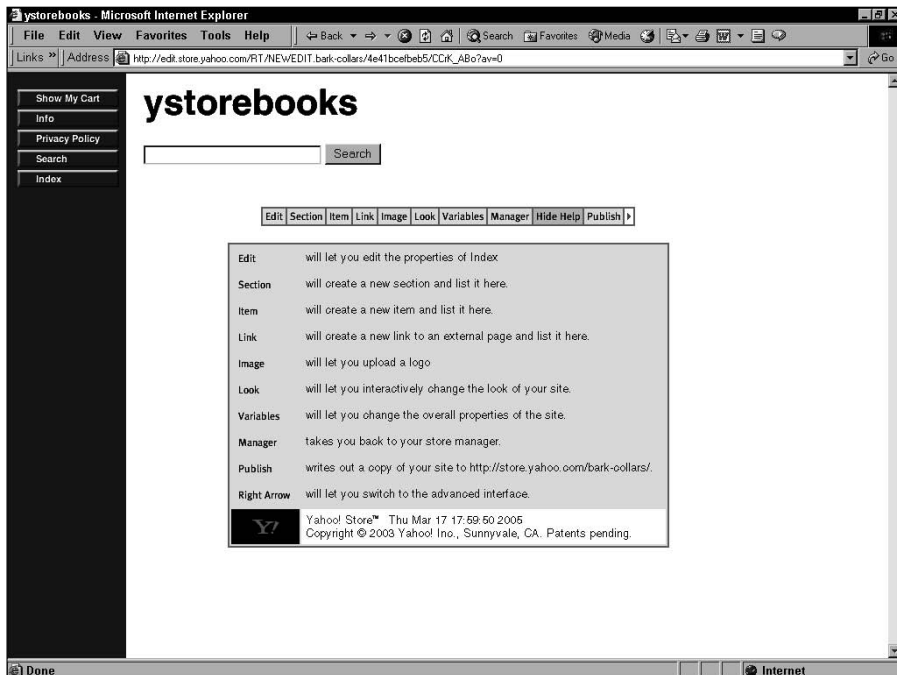 ystorebooks - Microsoft Internet Explorer
File Edit View Favorites Tools Help Back Search Favorites Media
Links » Address http://edit.store.yahoo.com/RT/NEWEDIT.bark-collars/4e41bcefbeb5/CCrK_ABo?av=0 Go
Show My Cart
Info
Privacy Policy
Search
Index
ystorebooks
Search
Edit Section Item Link Image Look Variables Manager Hide Help Publish
Edit will let you edit the properties of Index
Section will create a new section and list it here.
Item will create a new item and list it here.
Link will create a new link to an external page and list it here.
Image will let you upload a logo
Look will let you interactively change the look of your site.
Variables will let you change the overall properties of the site.
Manager takes you back to your store manager.
Publish writes out a copy of your site to http://store.yahoo.com/bark-collars/.
Right Arrow will let you switch to the advanced interface.
Y! Yahoo! Store™ Thu Mar 17 17:59:50 2005
Copyright © 2003 Yahoo! Inc., Sunnyvale, CA. Patents pending.
Done Internet